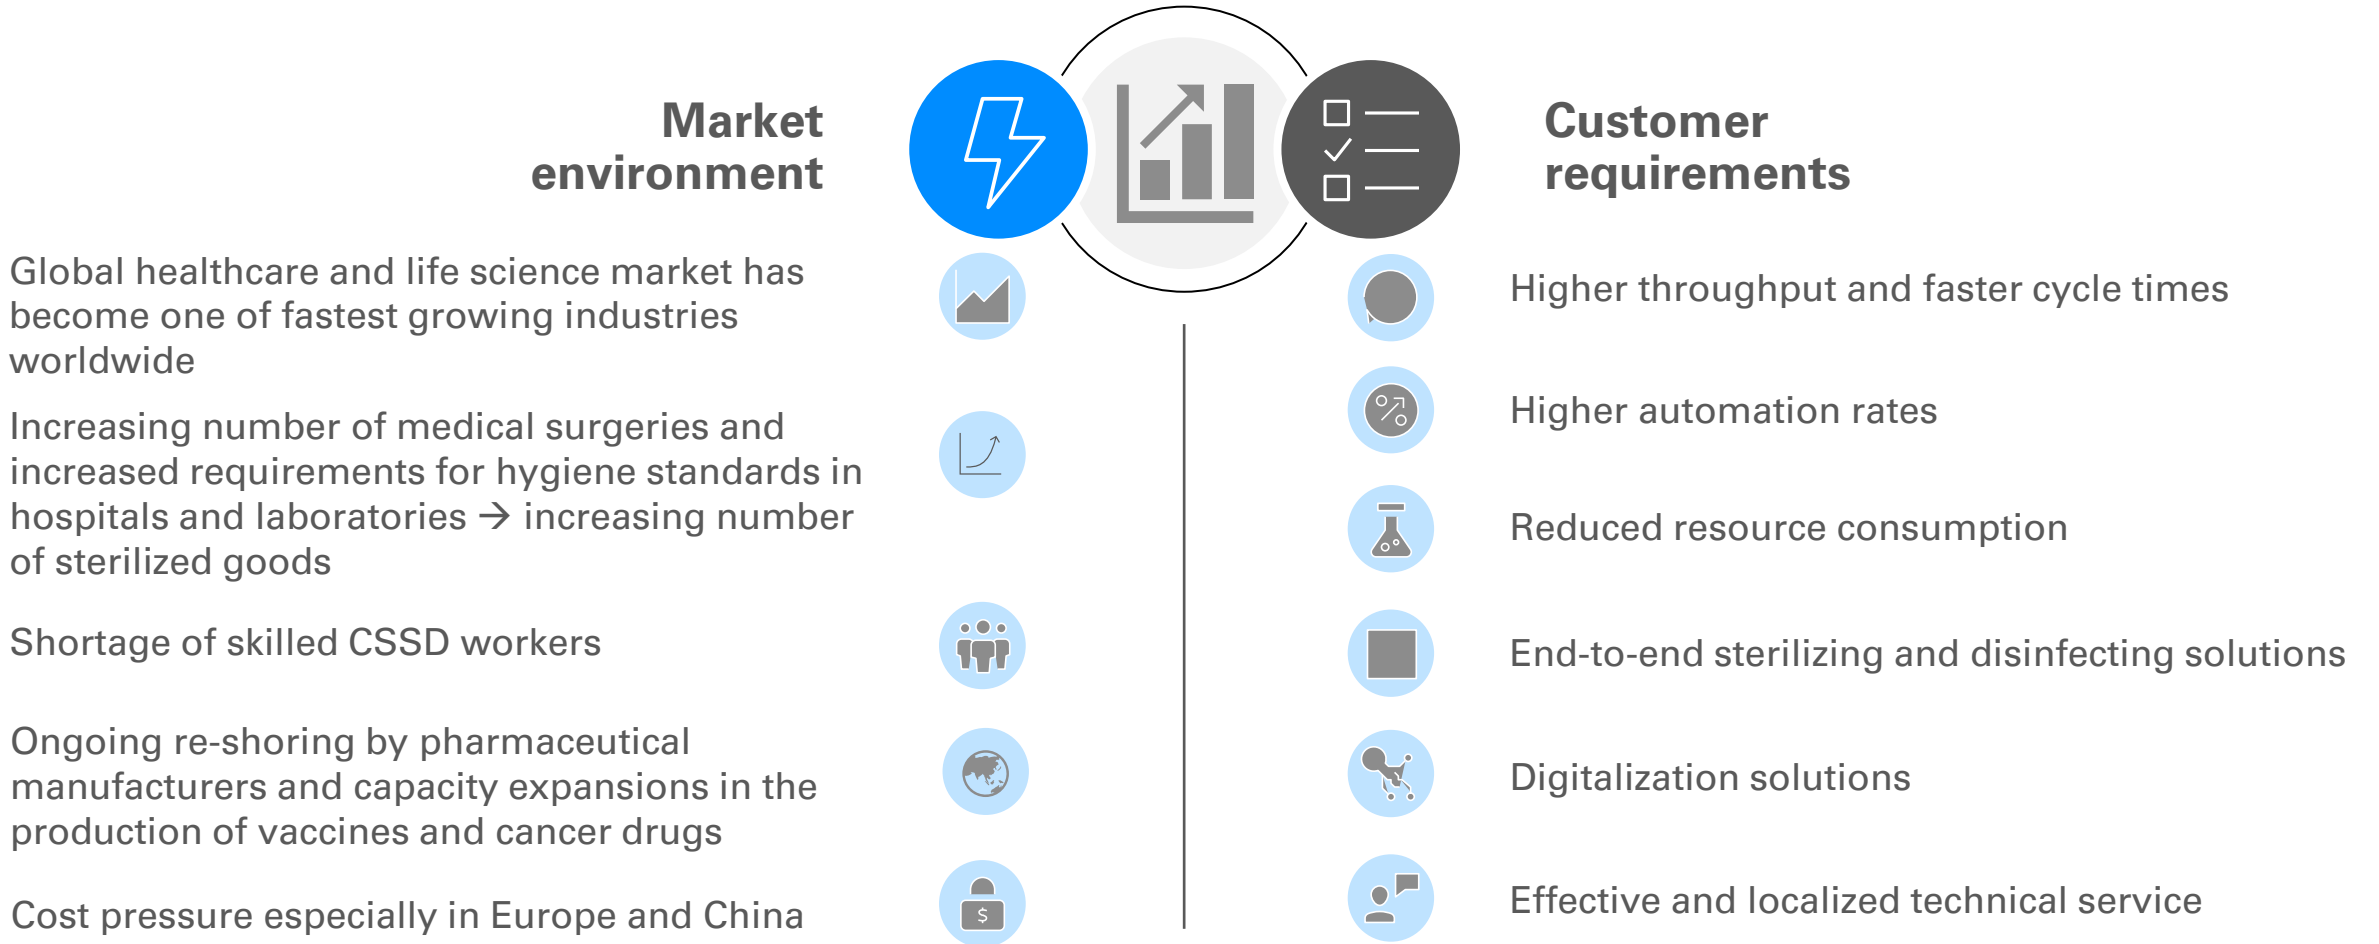 Market
environment
Global healthcare and life science market has
become one of fastest growing industries
worldwide
Increasing number of medical surgeries and
increased requirements for hygiene standards in
hospitals and laboratories → increasing number
of sterilized goods
Shortage of skilled CSSD workers
Ongoing re-shoring by pharmaceutical
manufacturers and capacity expansions in the
production of vaccines and cancer drugs
Cost pressure especially in Europe and China
$
Customer
requirements
Higher throughput and faster cycle times
Higher automation rates
Reduced resource consumption
End-to-end sterilizing and disinfecting solutions
Digitalization solutions
Effective and localized technical service